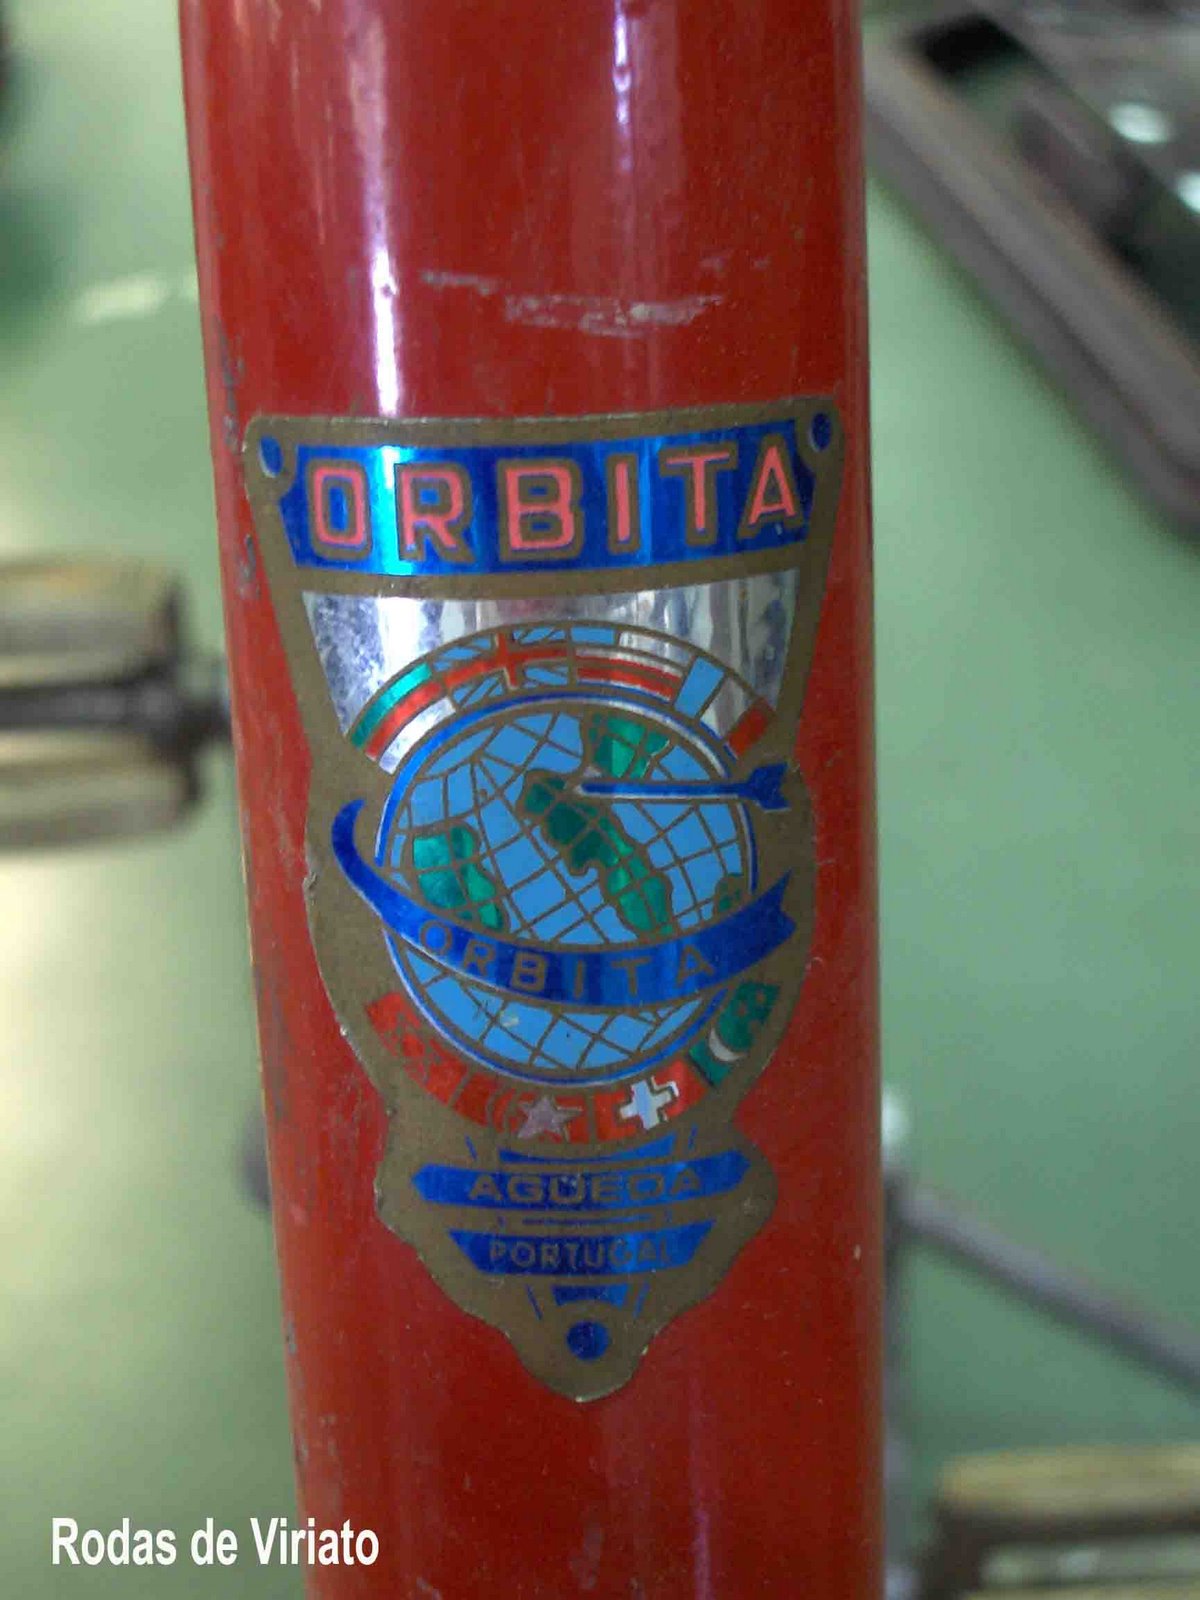 ORBITA
ORBITA
AGUEDA
PORTUGAL
Rodas de Viriato